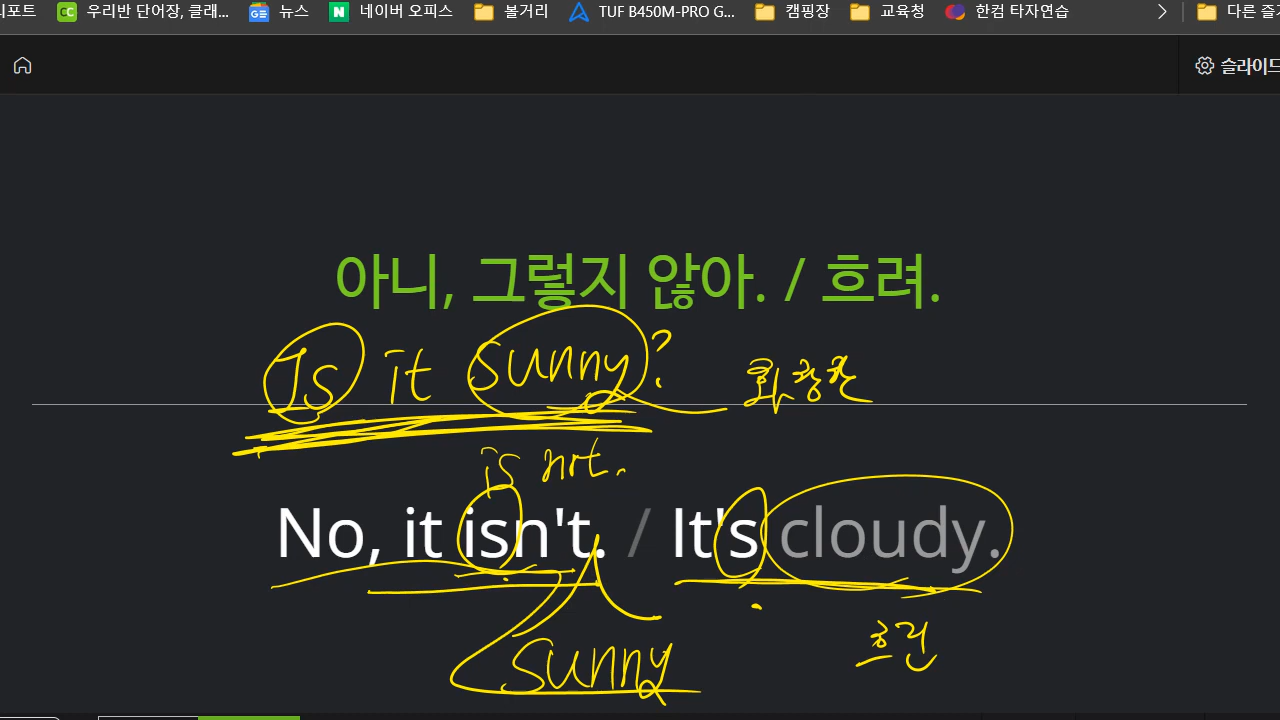 리포트 우리반 단어장, 클래... 뉴스 네이버 오피스 볼거리 TUF B450M-PRO G... 캠핑장 교육청 한컴 타자연습 다른 즐겨
슬라이드
아니, 그렇지 않아. / 흐려.
Is it sunny? 화창한
is not.
No, it isn't. / It's cloudy.
흐린
sunny